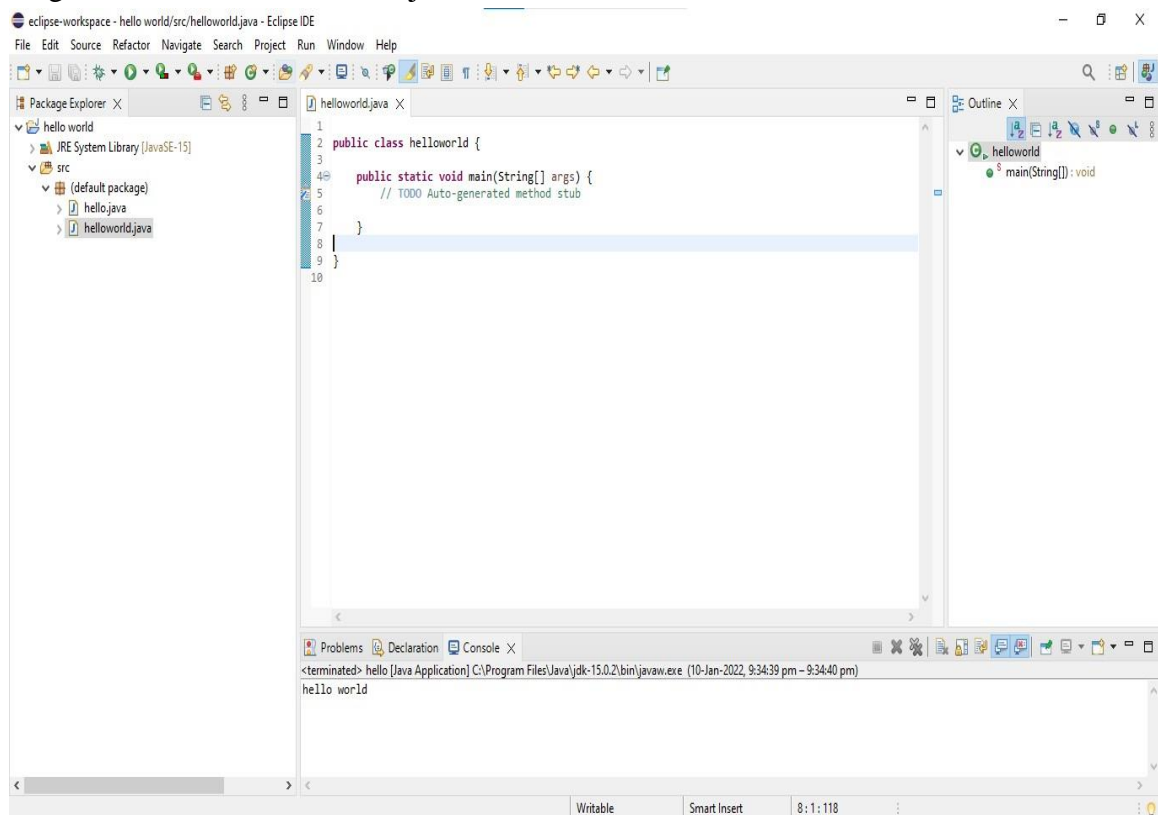 eclipse-workspace - hello world/src/helloworld.java - Eclipse IDE
File Edit Source Refactor Navigate Search Project Run Window Help
Package Explorer
hello world
JRE System Library [JavaSE-15]
src
(default package)
hello.java
helloworld.java
helloworld.java
1
2 public class helloworld {
3
4 public static void main(String[] args) {
5 // TODO Auto-generated method stub
6
7 }
8
9 }
10
Outline
helloworld
main(String[]) : void
Problems Declaration Console
<terminated> hello [Java Application] C:\Program Files\Java\jdk-15.0.2\bin\javaw.exe (10-Jan-2022, 9:34:39 pm – 9:34:40 pm)
hello world
Writable Smart Insert 8 : 1 : 118